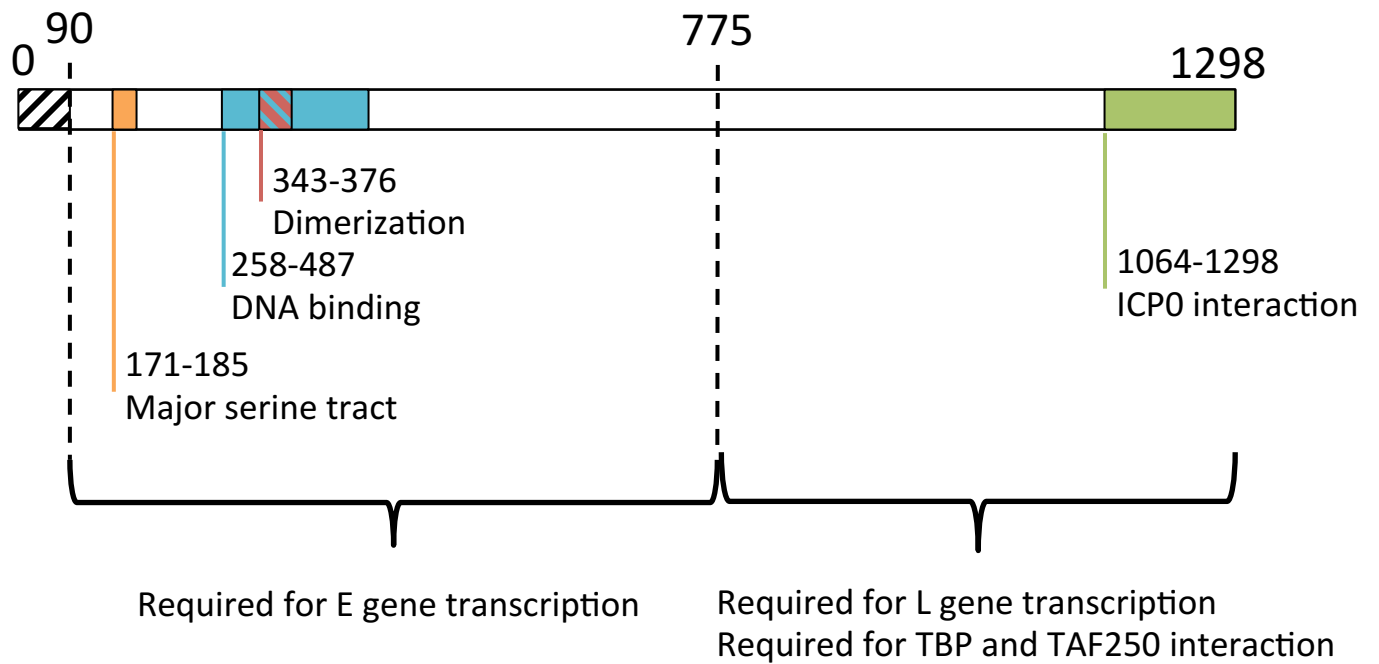 0
90
775
1298
343-376
Dimerization
258-487
DNA binding
171-185
Major serine tract
1064-1298
ICP0 interaction
Required for E gene transcription
Required for L gene transcription
Required for TBP and TAF250 interaction